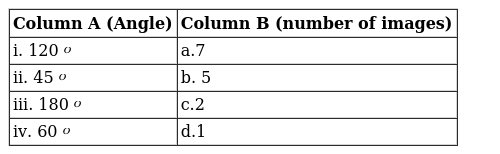 Column A (Angle) Column B (number of images)
i. 120 o a.7
ii. 45 o b. 5
iii. 180 o c.2
iv. 60 o d.1